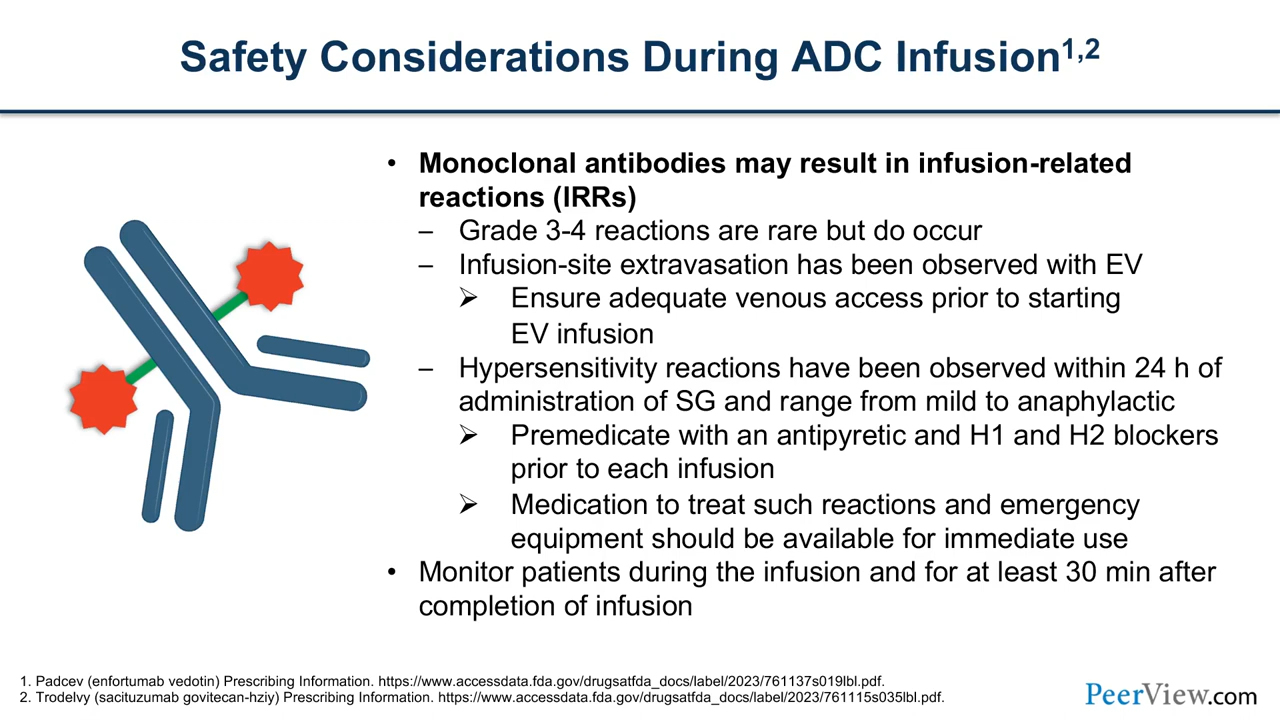 Safety Considerations During ADC Infusion1,2
• Monoclonal antibodies may result in infusion-related
reactions (IRRs)
– Grade 3-4 reactions are rare but do occur
– Infusion-site extravasation has been observed with EV
➢ Ensure adequate venous access prior to starting
EV infusion
– Hypersensitivity reactions have been observed within 24 h of
administration of SG and range from mild to anaphylactic
➢ Premedicate with an antipyretic and H1 and H2 blockers
prior to each infusion
➢ Medication to treat such reactions and emergency
equipment should be available for immediate use
• Monitor patients during the infusion and for at least 30 min after
completion of infusion
1. Padcev (enfortumab vedotin) Prescribing Information. https://www.accessdata.fda.gov/drugsatfda_docs/label/2023/761137s019lbl.pdf.
2. Trodelvy (sacituzumab govitecan-hziy) Prescribing Information. https://www.accessdata.fda.gov/drugsatfda_docs/label/2023/761115s035lbl.pdf.
PeerView.com